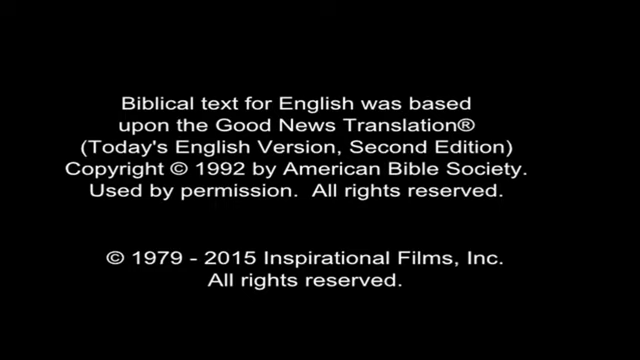 Biblical text for English was based
upon the Good News Translation®
(Today's English Version, Second Edition)
Copyright © 1992 by American Bible Society.
Used by permission.  All rights reserved.
© 1979 - 2015 Inspirational Films, Inc.
All rights reserved.